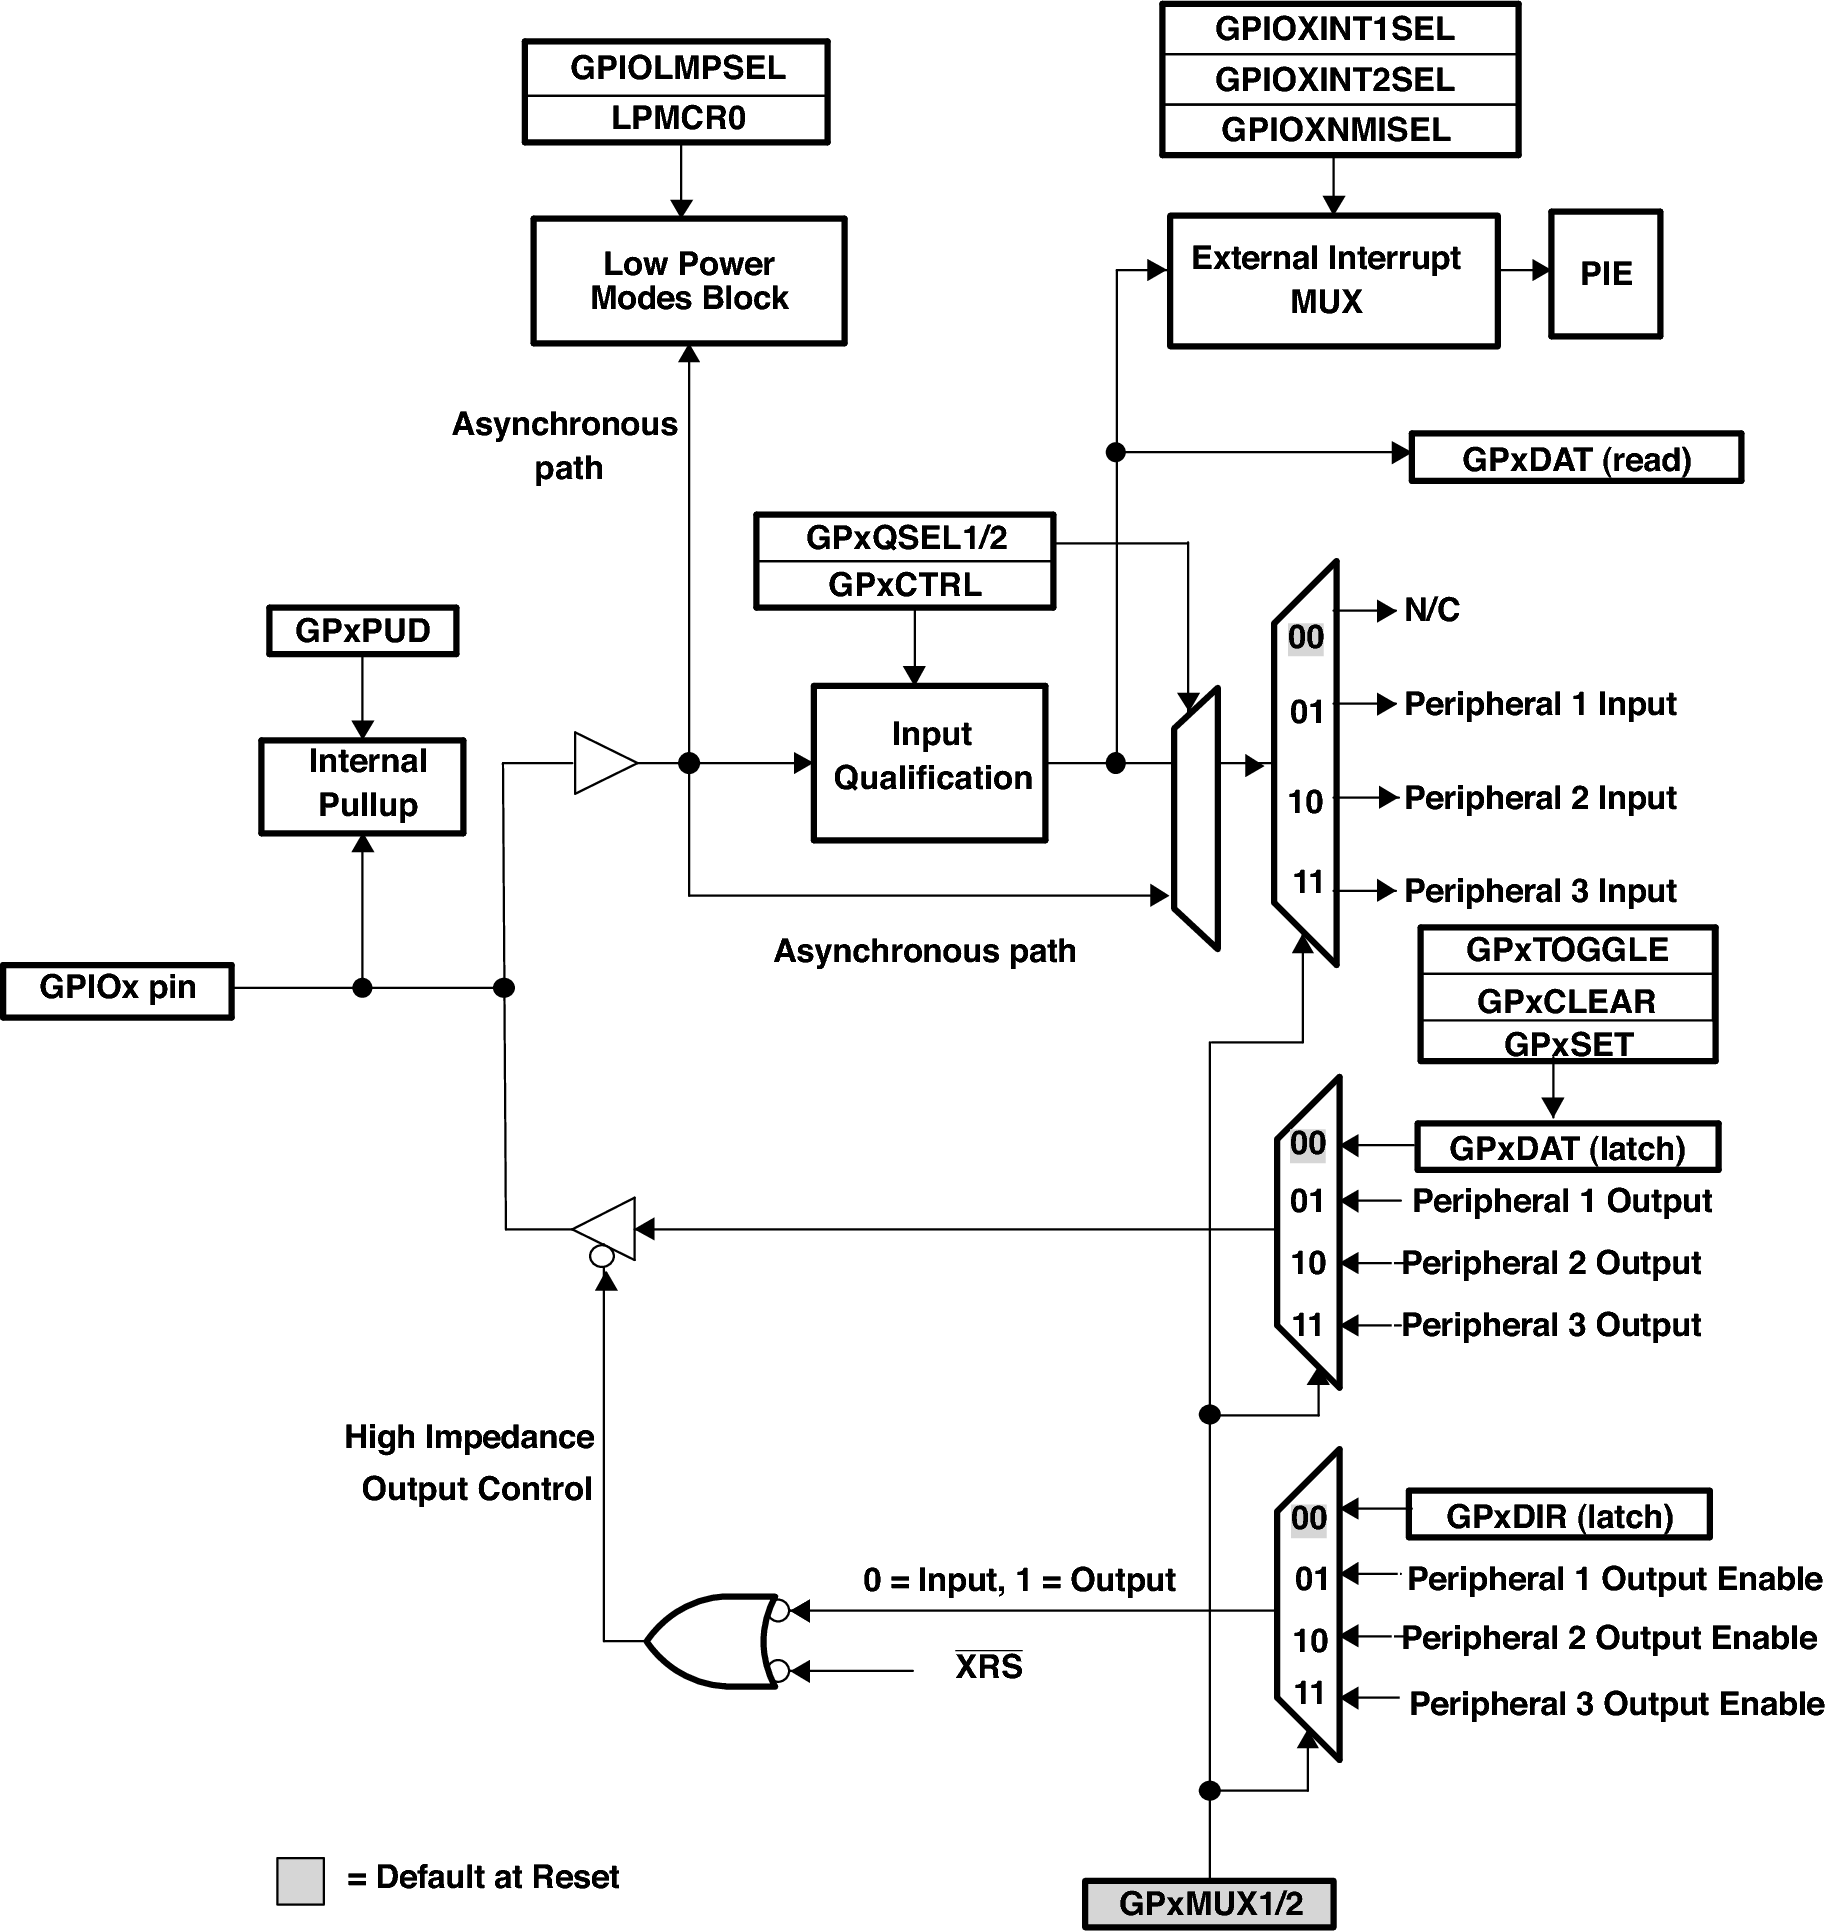 GPIOLMPSEL
LPMCR0
GPIOXINT1SEL
GPIOXINT2SEL
GPIOXNMISEL
Low Power
Modes Block
External Interrupt
MUX
PIE
Asynchronous
path
GPxDAT (read)
GPxQSEL1/2
GPxCTRL
GPxPUD
Internal
Pullup
Input
Qualification
00
01
10
11
N/C
Peripheral 1 Input
Peripheral 2 Input
Peripheral 3 Input
Asynchronous path
GPIOx pin
GPxTOGGLE
GPxCLEAR
GPxSET
00
01
10
11
GPxDAT (latch)
Peripheral 1 Output
Peripheral 2 Output
Peripheral 3 Output
High Impedance
Output Control
00
01
10
11
GPxDIR (latch)
Peripheral 1 Output Enable
Peripheral 2 Output Enable
Peripheral 3 Output Enable
0 = Input, 1 = Output
X̅R̅S̅
= Default at Reset
GPxMUX1/2